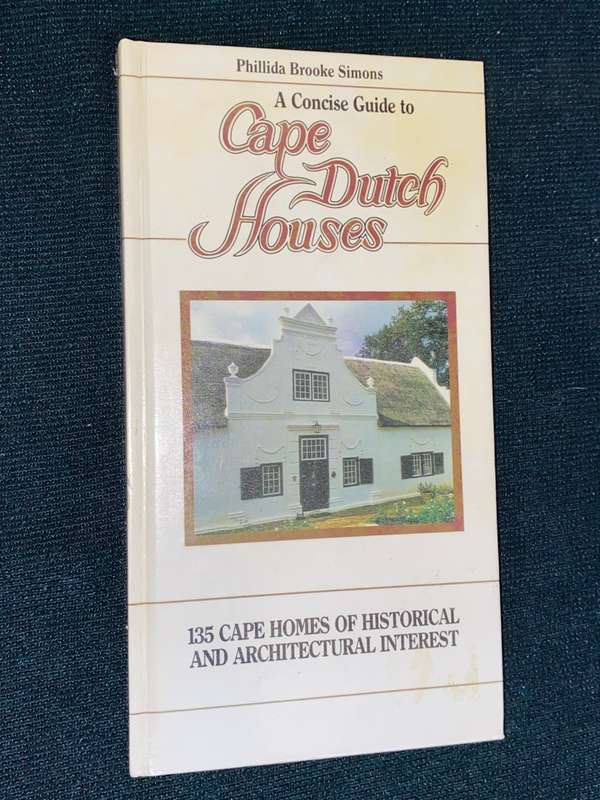 Phillida Brooke Simons
A Concise Guide to
Cape
Dutch
Houses
135 CAPE HOMES OF HISTORICAL
AND ARCHITECTURAL INTEREST